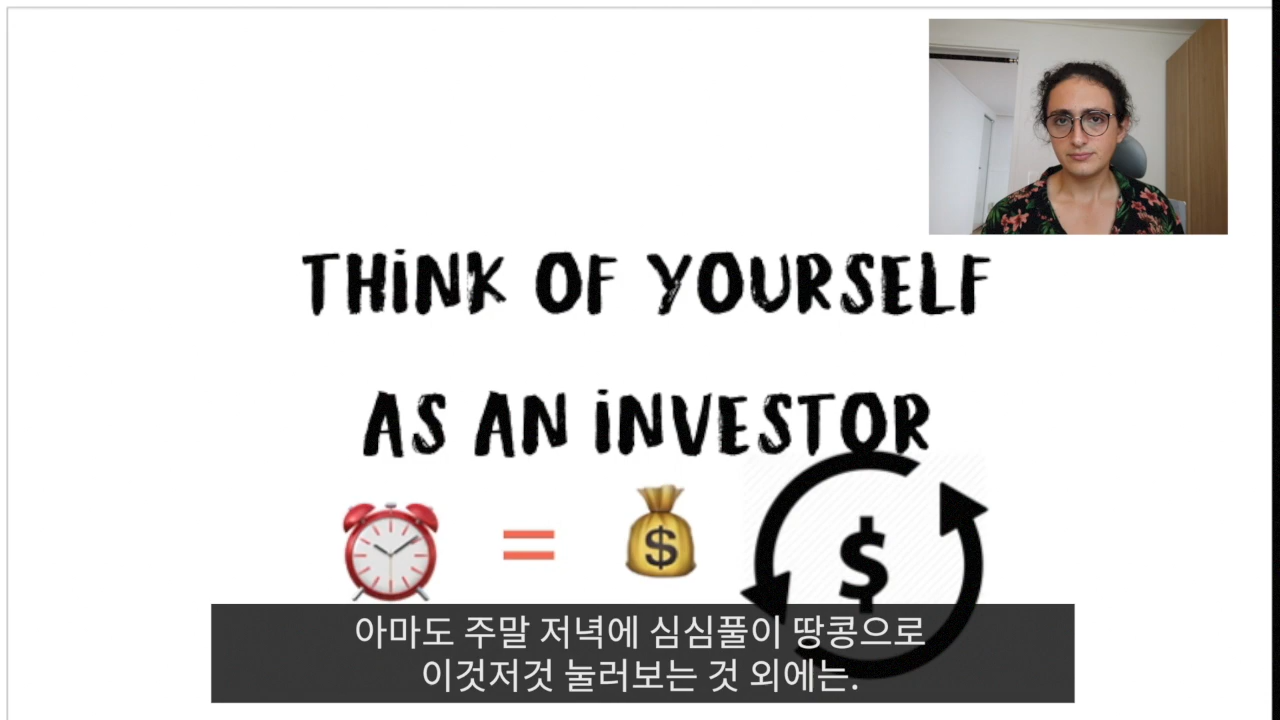 THiNK OF YOURSELF
AS AN iNVESTOR
$
$
아마도 주말 저녁에 심심풀이 땅콩으로
이것저것 눌러보는 것 외에는.